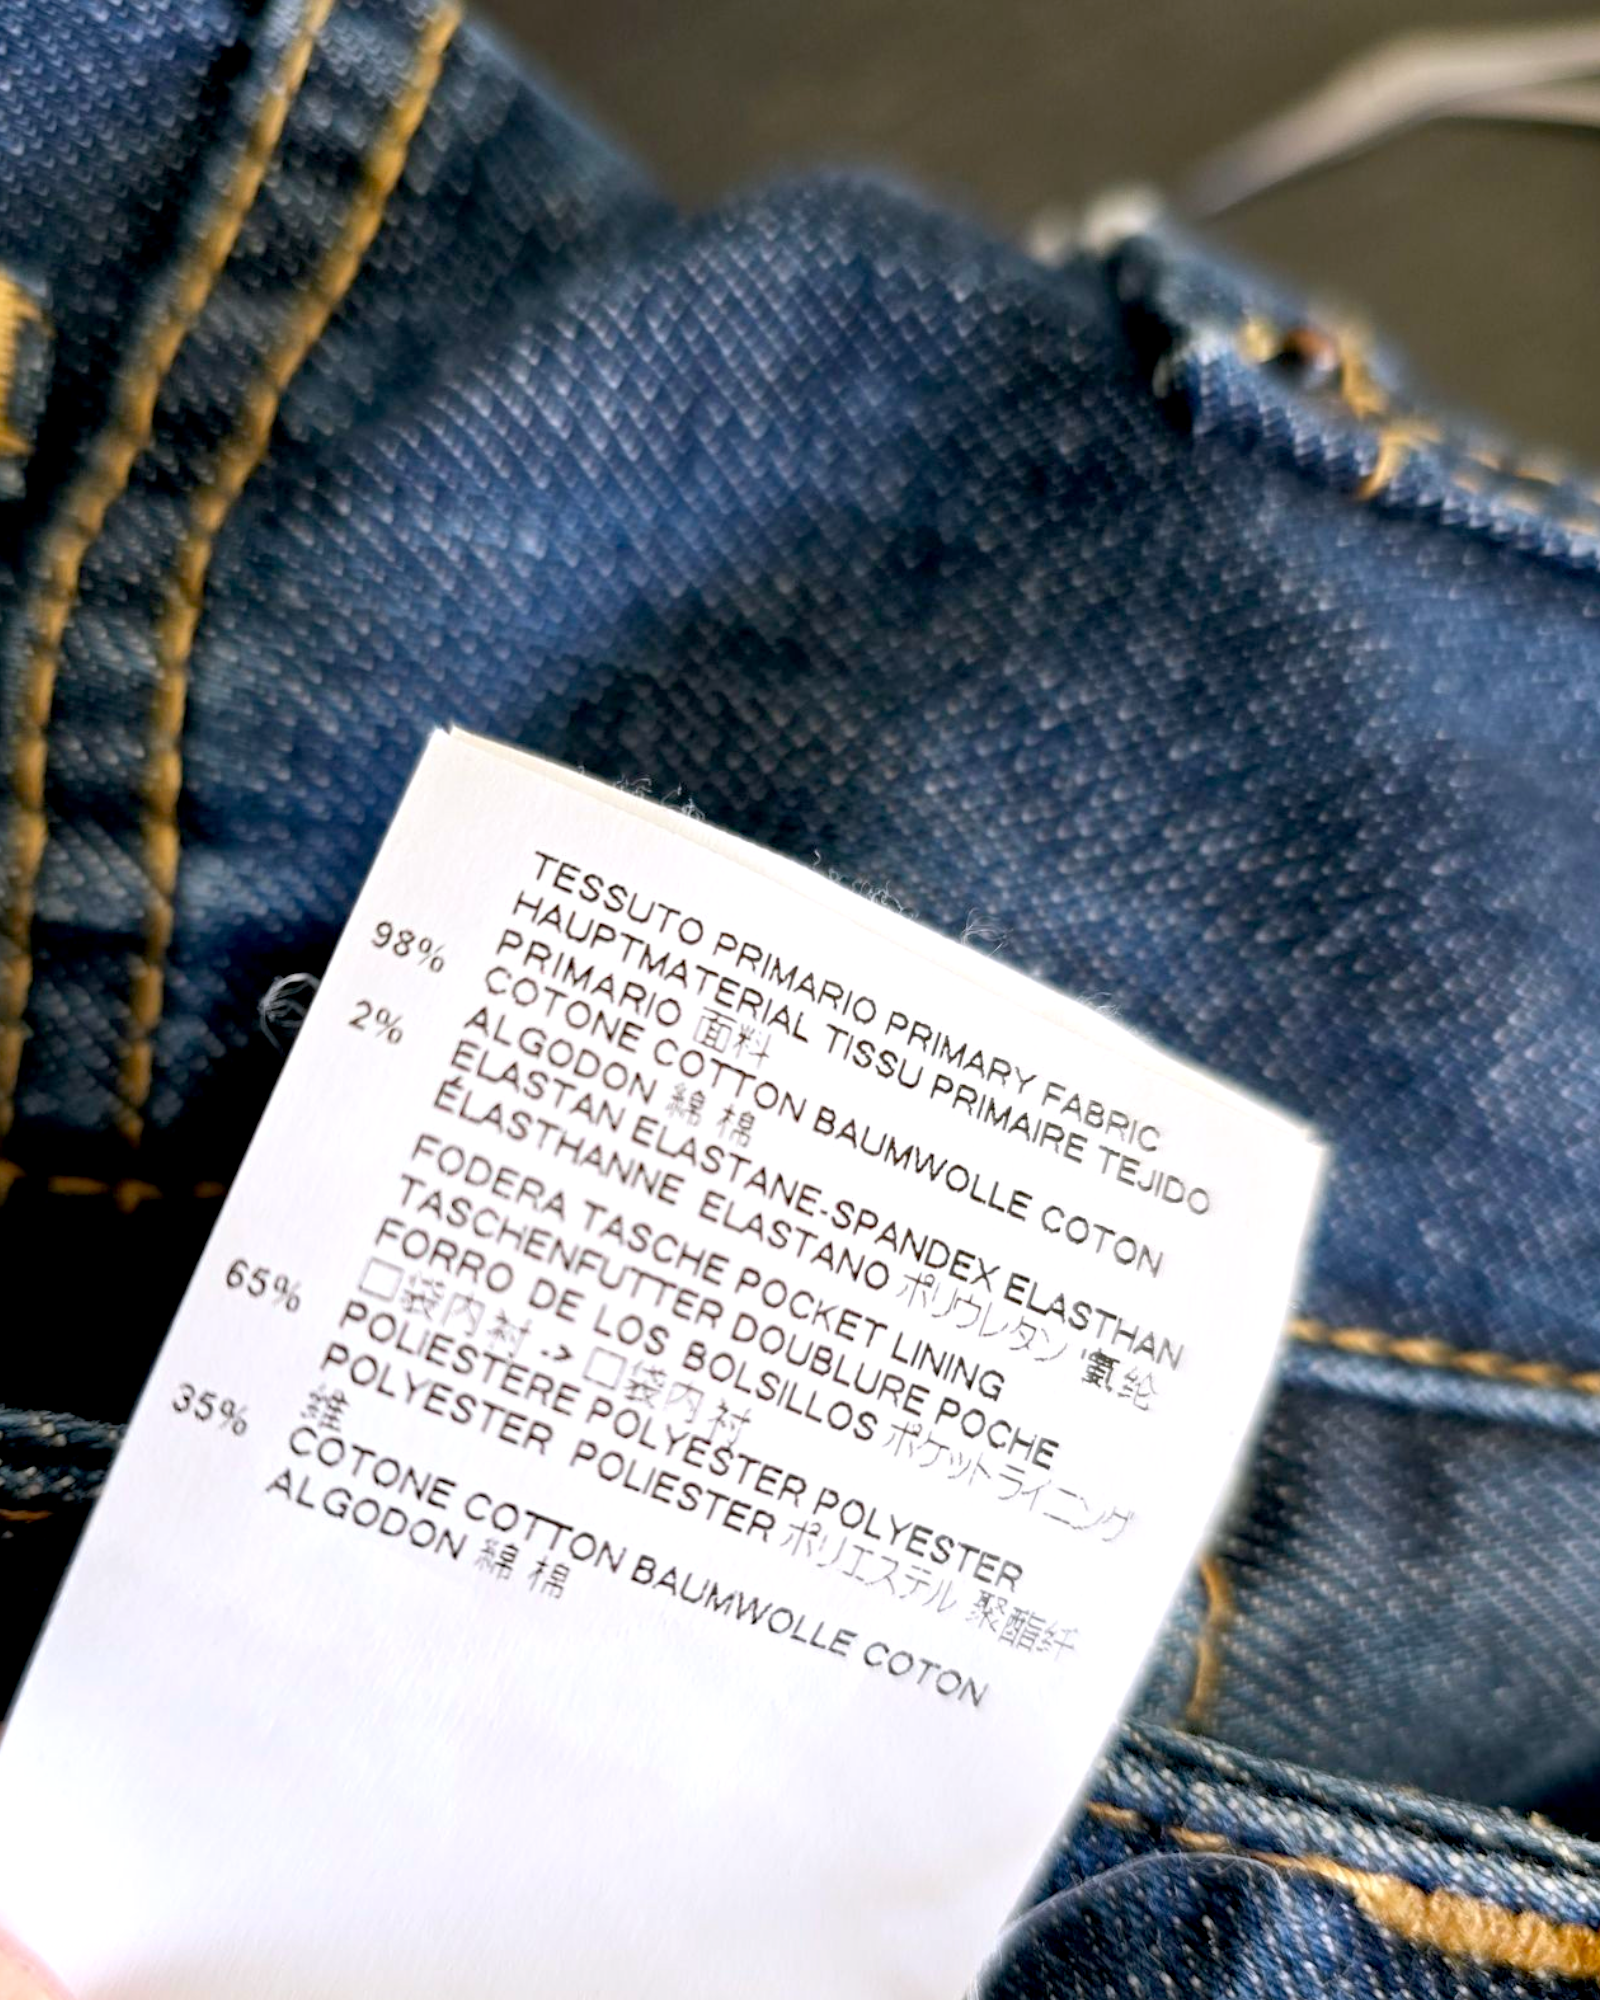 TESSUTO PRIMARIO PRIMARY FABRIC
HAUPTMATERIAL TISSU PRIMAIRE TEJIDO
PRIMARIO 面料
98% COTONE COTTON BAUMWOLLE COTON
ALGODON 綿 棉
2% ELASTAN ELASTANE-SPANDEX ELASTHAN
ÉLASTHANNE ELASTANO ポリウレタン '氨纶
FODERA TASCHE POCKET LINING
TASCHENFUTTER DOUBLURE POCHE
FORRO DE LOS BOLSILLOS ポケットライニング
口袋内衬 -> 口袋内衬
65% POLIESTERE POLYESTER POLYESTER
POLYESTER POLIESTER ポリエステル 聚酯纤
維
35% COTONE COTTON BAUMWOLLE COTON
ALGODON 綿 棉